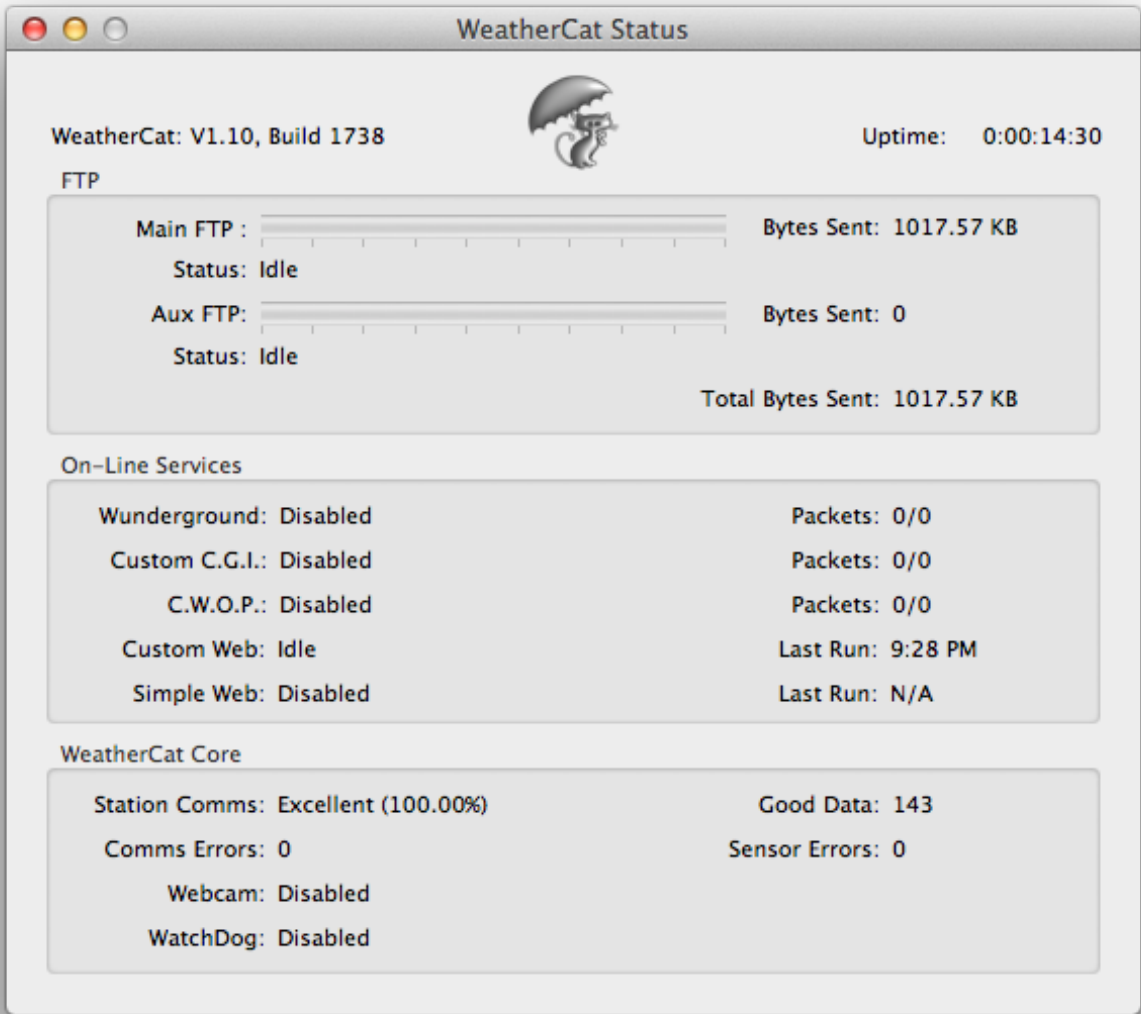 WeatherCat Status
WeatherCat: V1.10, Build 1738 Uptime: 0:00:14:30
FTP
Main FTP : Bytes Sent: 1017.57 KB
Status: Idle
Aux FTP: Bytes Sent: 0
Status: Idle
Total Bytes Sent: 1017.57 KB
On-Line Services
Wunderground: Disabled Packets: 0/0
Custom C.G.I.: Disabled Packets: 0/0
C.W.O.P.: Disabled Packets: 0/0
Custom Web: Idle Last Run: 9:28 PM
Simple Web: Disabled Last Run: N/A
WeatherCat Core
Station Comms: Excellent (100.00%) Good Data: 143
Comms Errors: 0 Sensor Errors: 0
Webcam: Disabled
WatchDog: Disabled